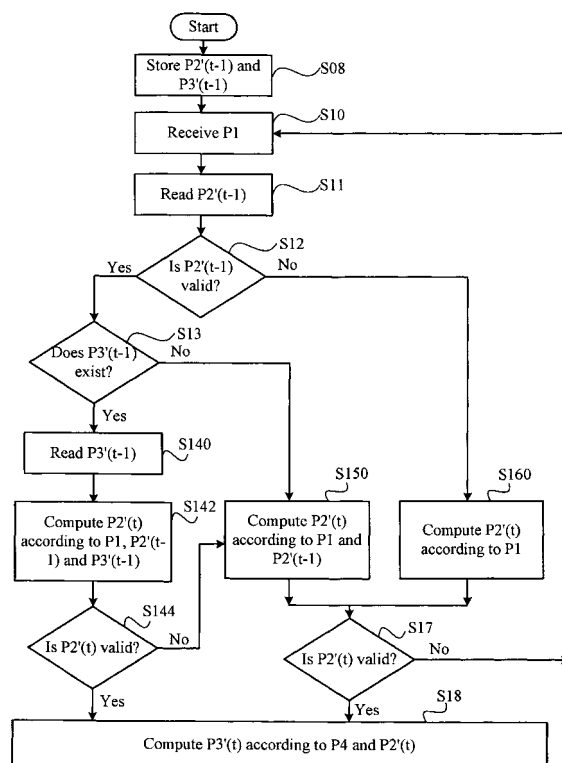 Start
Store P2'(t-1) and
P3'(t-1)
S08
Receive P1
S10
Read P2'(t-1)
S11
Is P2'(t-1)
valid?
S12
Yes
No
Does P3'(t-1)
exist?
S13
No
Yes
Read P3'(t-1)
S140
Compute P2'(t)
according to P1, P2'(t-
1) and P3'(t-1)
S142
Compute P2'(t)
according to P1 and
P2'(t-1)
S150
Compute P2'(t)
according to P1
S160
Is P2'(t) valid?
S144
No
Yes
Is P2'(t) valid?
S17
No
Yes
S18
Compute P3'(t) according to P4 and P2'(t)